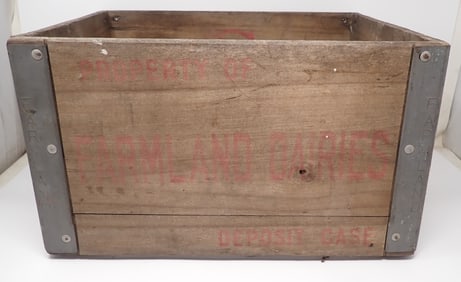 PROPERTY OF
FARMLAND DAIRIES
DEPOSIT CASE